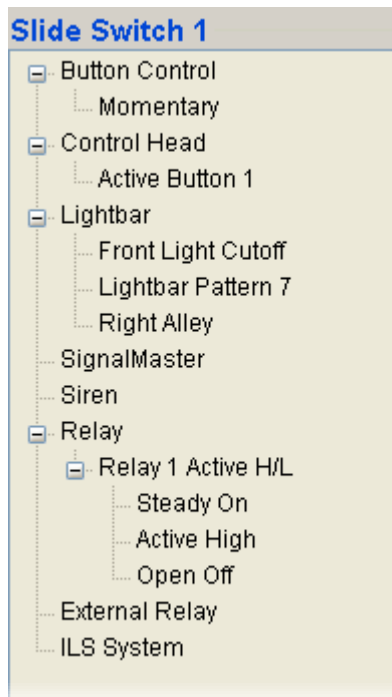 Slide Switch 1
Button Control
Momentary
Control Head
Active Button 1
Lightbar
Front Light Cutoff
Lightbar Pattern 7
Right Alley
SignalMaster
Siren
Relay
Relay 1 Active H/L
Steady On
Active High
Open Off
External Relay
ILS System